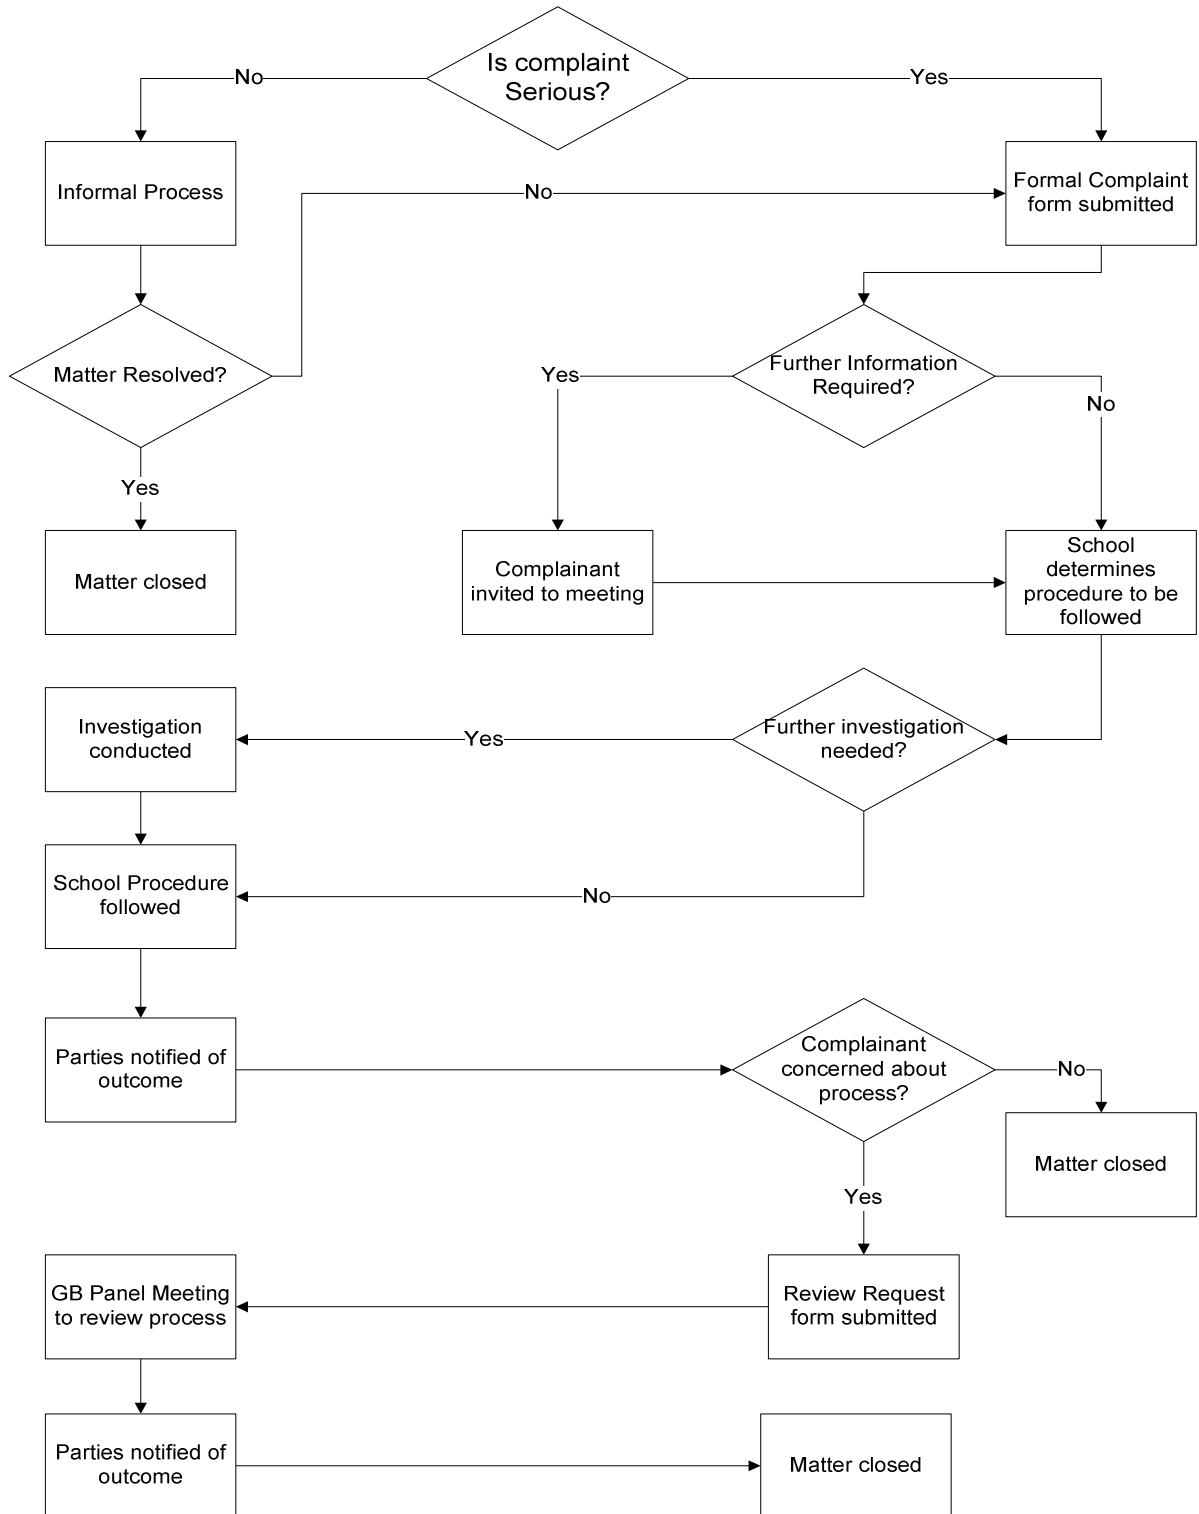 Is complaint
Serious?
No
Yes
Informal Process
No
Formal Complaint
form submitted
Matter Resolved?
Yes
Further Information
Required?
No
Yes
Matter closed
Complainant
invited to meeting
School
determines
procedure to be
followed
Investigation
conducted
Yes
Further investigation
needed?
School Procedure
followed
No
Parties notified of
outcome
Complainant
concerned about
process?
No
Matter closed
Yes
GB Panel Meeting
to review process
Review Request
form submitted
Parties notified of
outcome
Matter closed